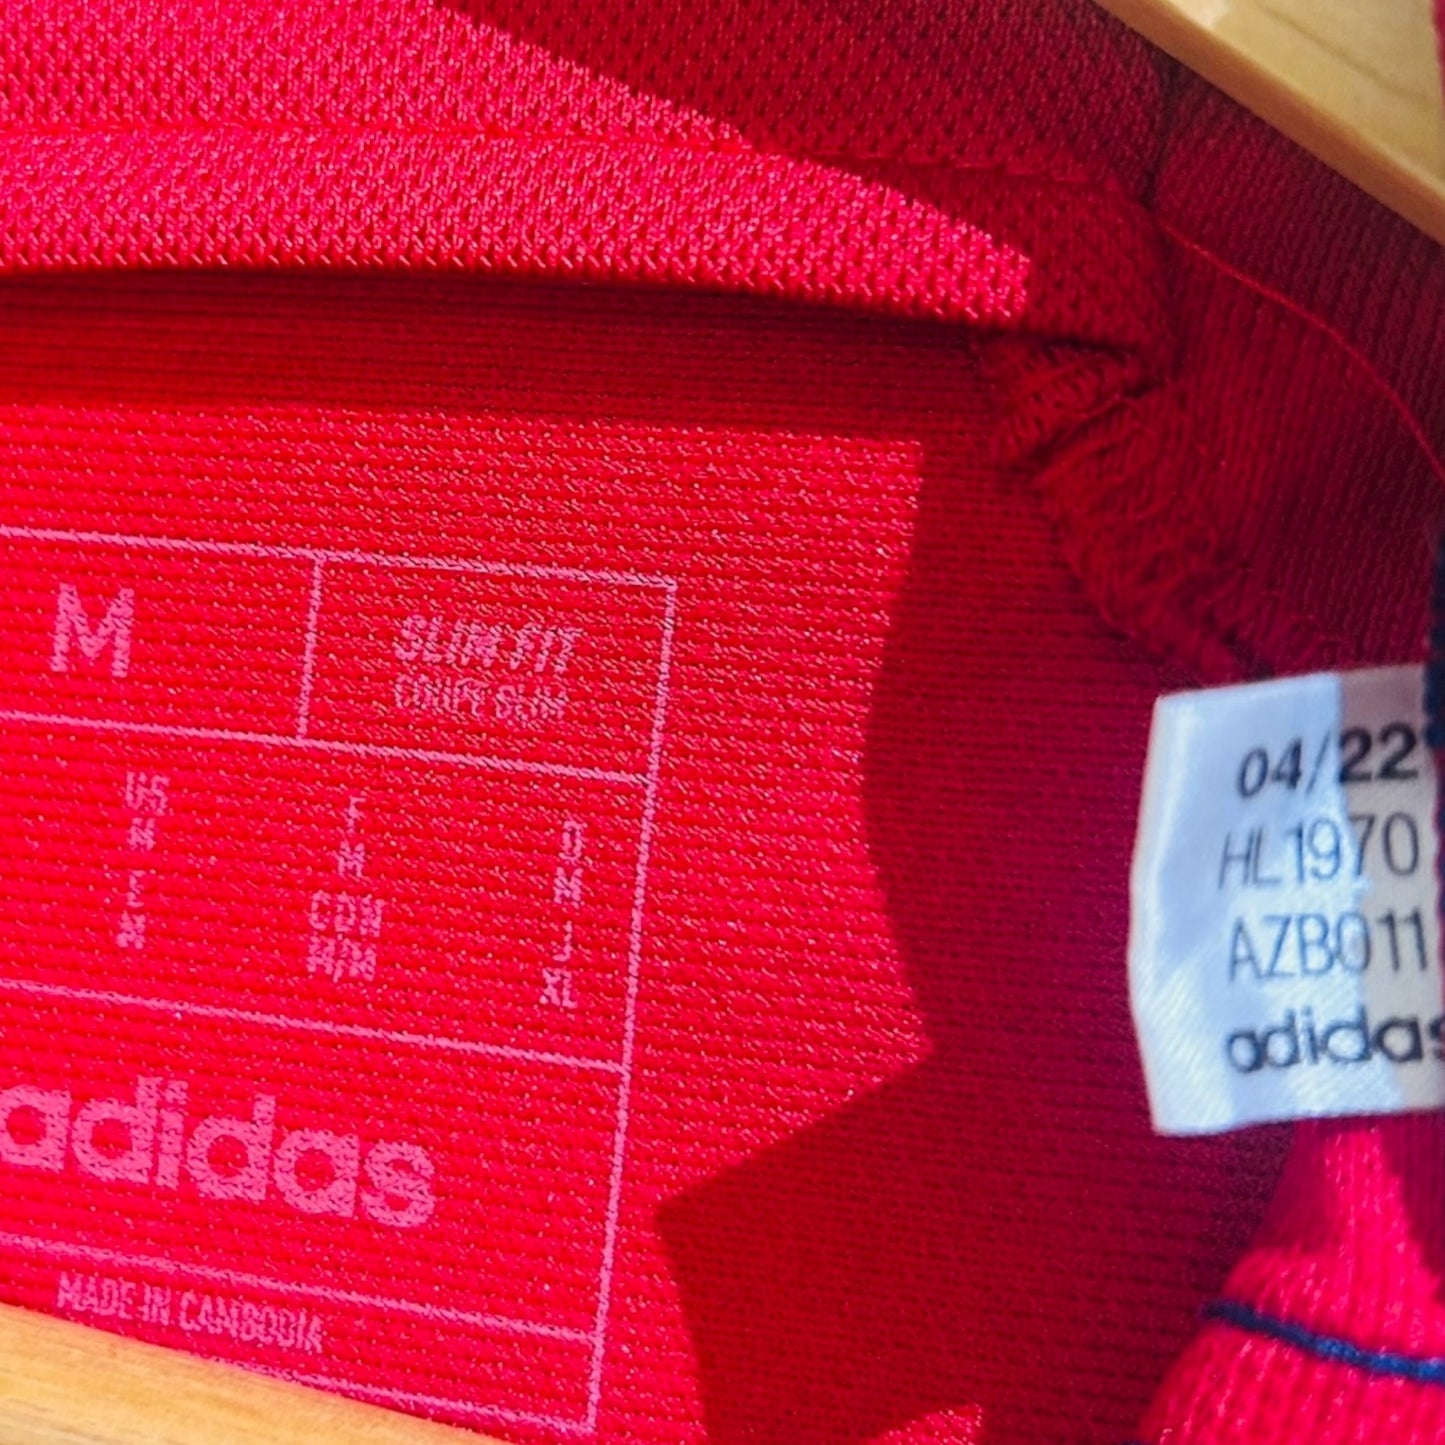 M
SLIM FIT
COUPE SLIM
US
M
F
M
D
M
E
M
CDN
M/M
J
XL
adidas
MADE IN CAMBODIA
04/22
HL1970
AZB011
adidas